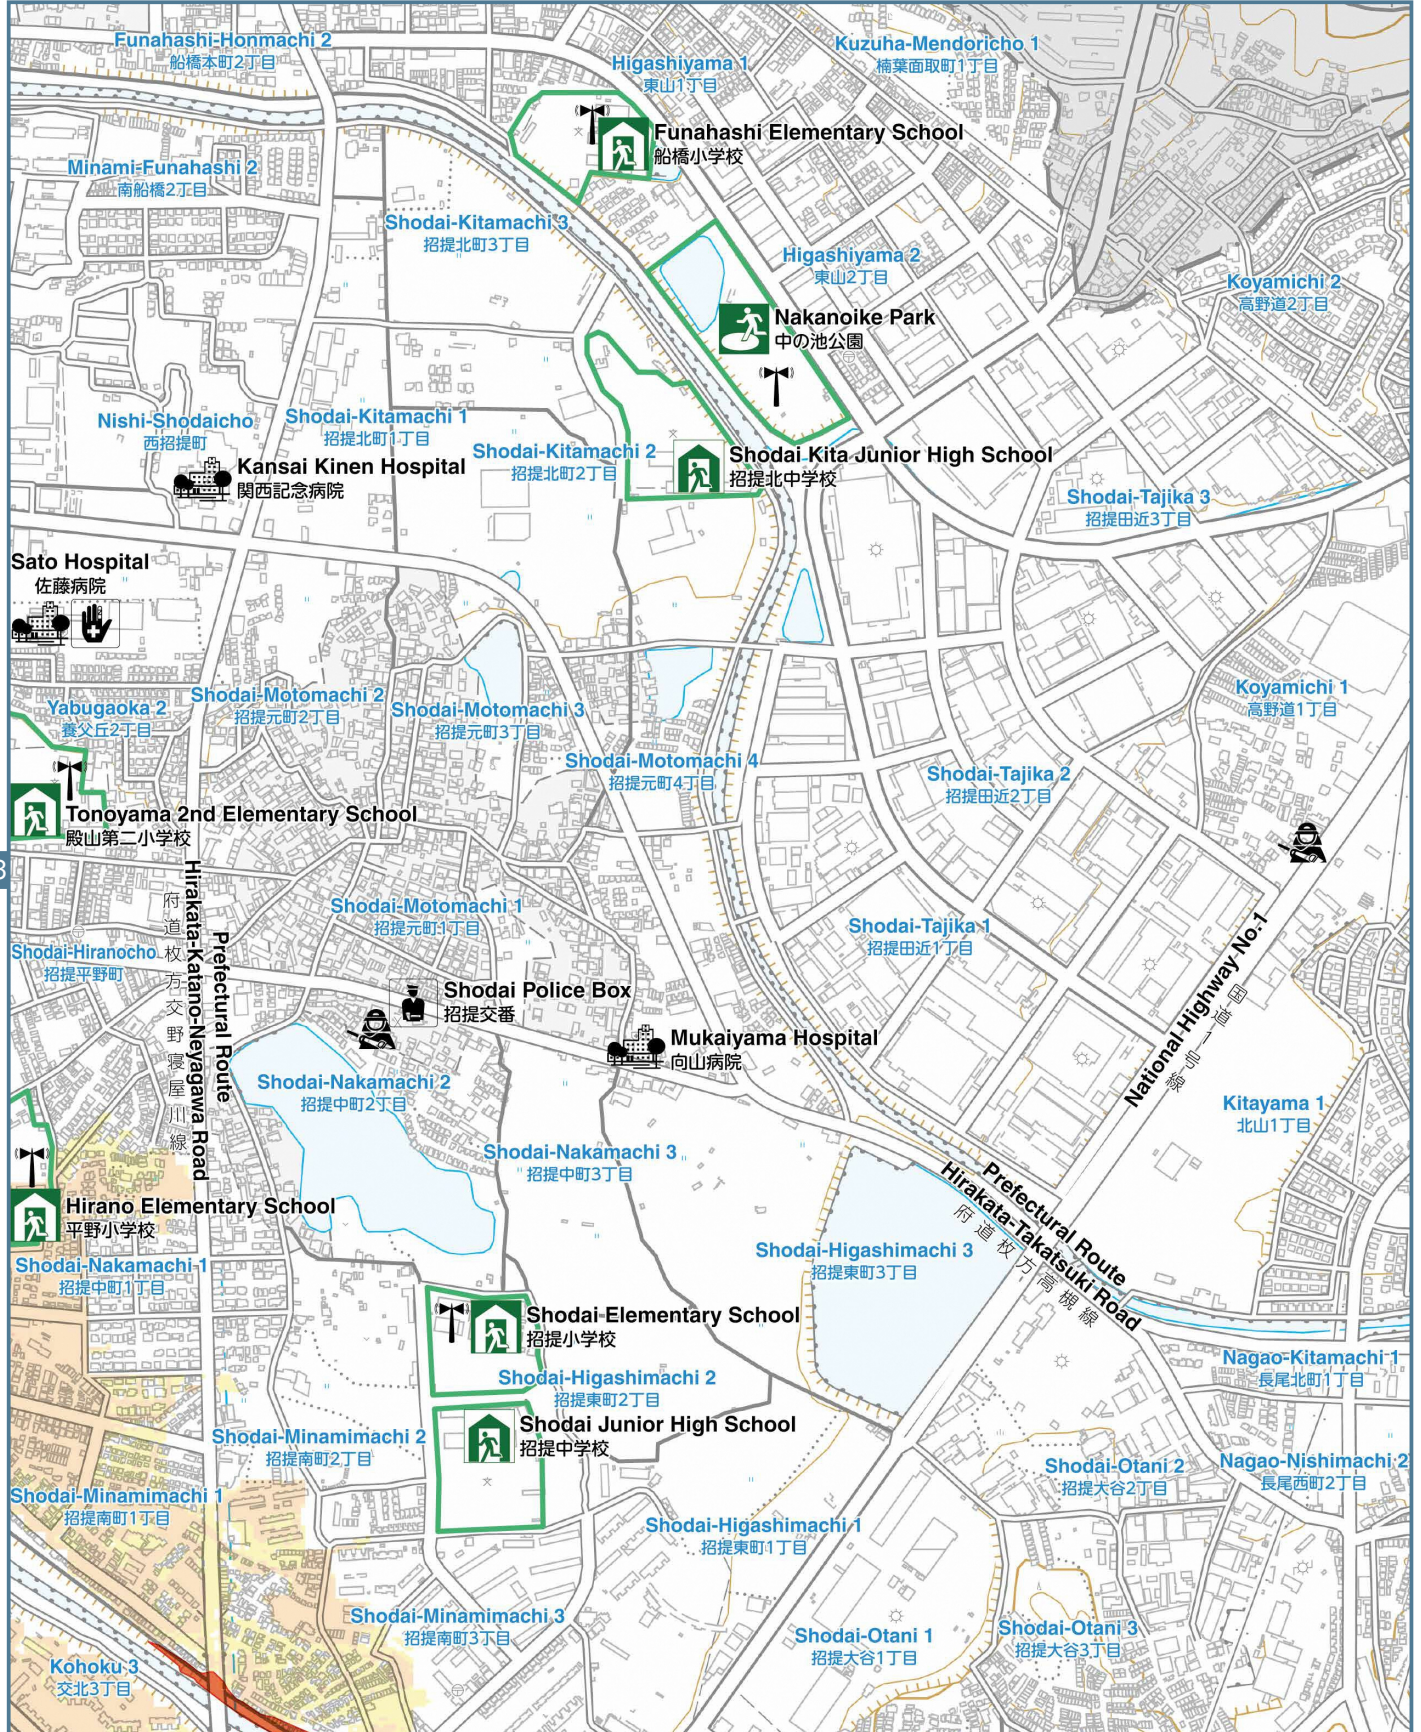 Funahashi-Honmachi 2
船橋本町2丁目
Higashiyama 1
東山1丁目
Kuzuha-Mendoricho 1
楠葉面取町1丁目
Funahashi Elementary School
船橋小学校
Minami-Funahashi 2
南船橋2丁目
Shodai-Kitamachi 3
招提北町3丁目
Higashiyama 2
東山2丁目
Koyamichi 2
高野道2丁目
Nakanoike Park
中の池公園
Nishi-Shodaicho
西招提町
Shodai-Kitamachi 1
招提北町1丁目
Shodai-Kitamachi 2
招提北町2丁目
Kansai Kinen Hospital
関西記念病院
Shodai Kita Junior High School
招提北中学校
Shodai-Tajika 3
招提田近3丁目
Sato Hospital
佐藤病院
Yabugaoka 2
養父丘2丁目
Shodai-Motomachi 2
招提元町2丁目
Shodai-Motomachi 3
招提元町3丁目
Koyamichi 1
高野道1丁目
Shodai-Motomachi 4
招提元町4丁目
Shodai-Tajika 2
招提田近2丁目
Tonoyama 2nd Elementary School
殿山第二小学校
3
Shodai-Motomachi 1
招提元町1丁目
Shodai-Tajika 1
招提田近1丁目
Shodai-Hiranocho
招提平野町
Prefectural Route
Hirakata-Katano-Neyagawa Road
府道枚方交野寝屋川線
National Highway No.1
国道1号線
Shodai Police Box
招提交番
Mukaiyama Hospital
向山病院
Shodai-Nakamachi 2
招提中町2丁目
Kitayama 1
北山1丁目
Shodai-Nakamachi 3
招提中町3丁目
Prefectural Route
Hirakata-Takatsuki Road
府道枚方高槻線
Hirano Elementary School
平野小学校
Shodai-Nakamachi 1
招提中町1丁目
Shodai-Higashimachi 3
招提東町3丁目
Shodai Elementary School
招提小学校
Shodai-Higashimachi 2
招提東町2丁目
Nagao-Kitamachi 1
長尾北町1丁目
Shodai Junior High School
招提中学校
Shodai-Minamimachi 2
招提南町2丁目
Shodai-Otani 2
招提大谷2丁目
Nagao-Nishimachi 2
長尾西町2丁目
Shodai-Minamimachi 1
招提南町1丁目
Shodai-Higashimachi 1
招提東町1丁目
Shodai-Minamimachi 3
招提南町3丁目
Shodai-Otani 1
招提大谷1丁目
Shodai-Otani 3
招提大谷3丁目
Kohoku 3
交北3丁目